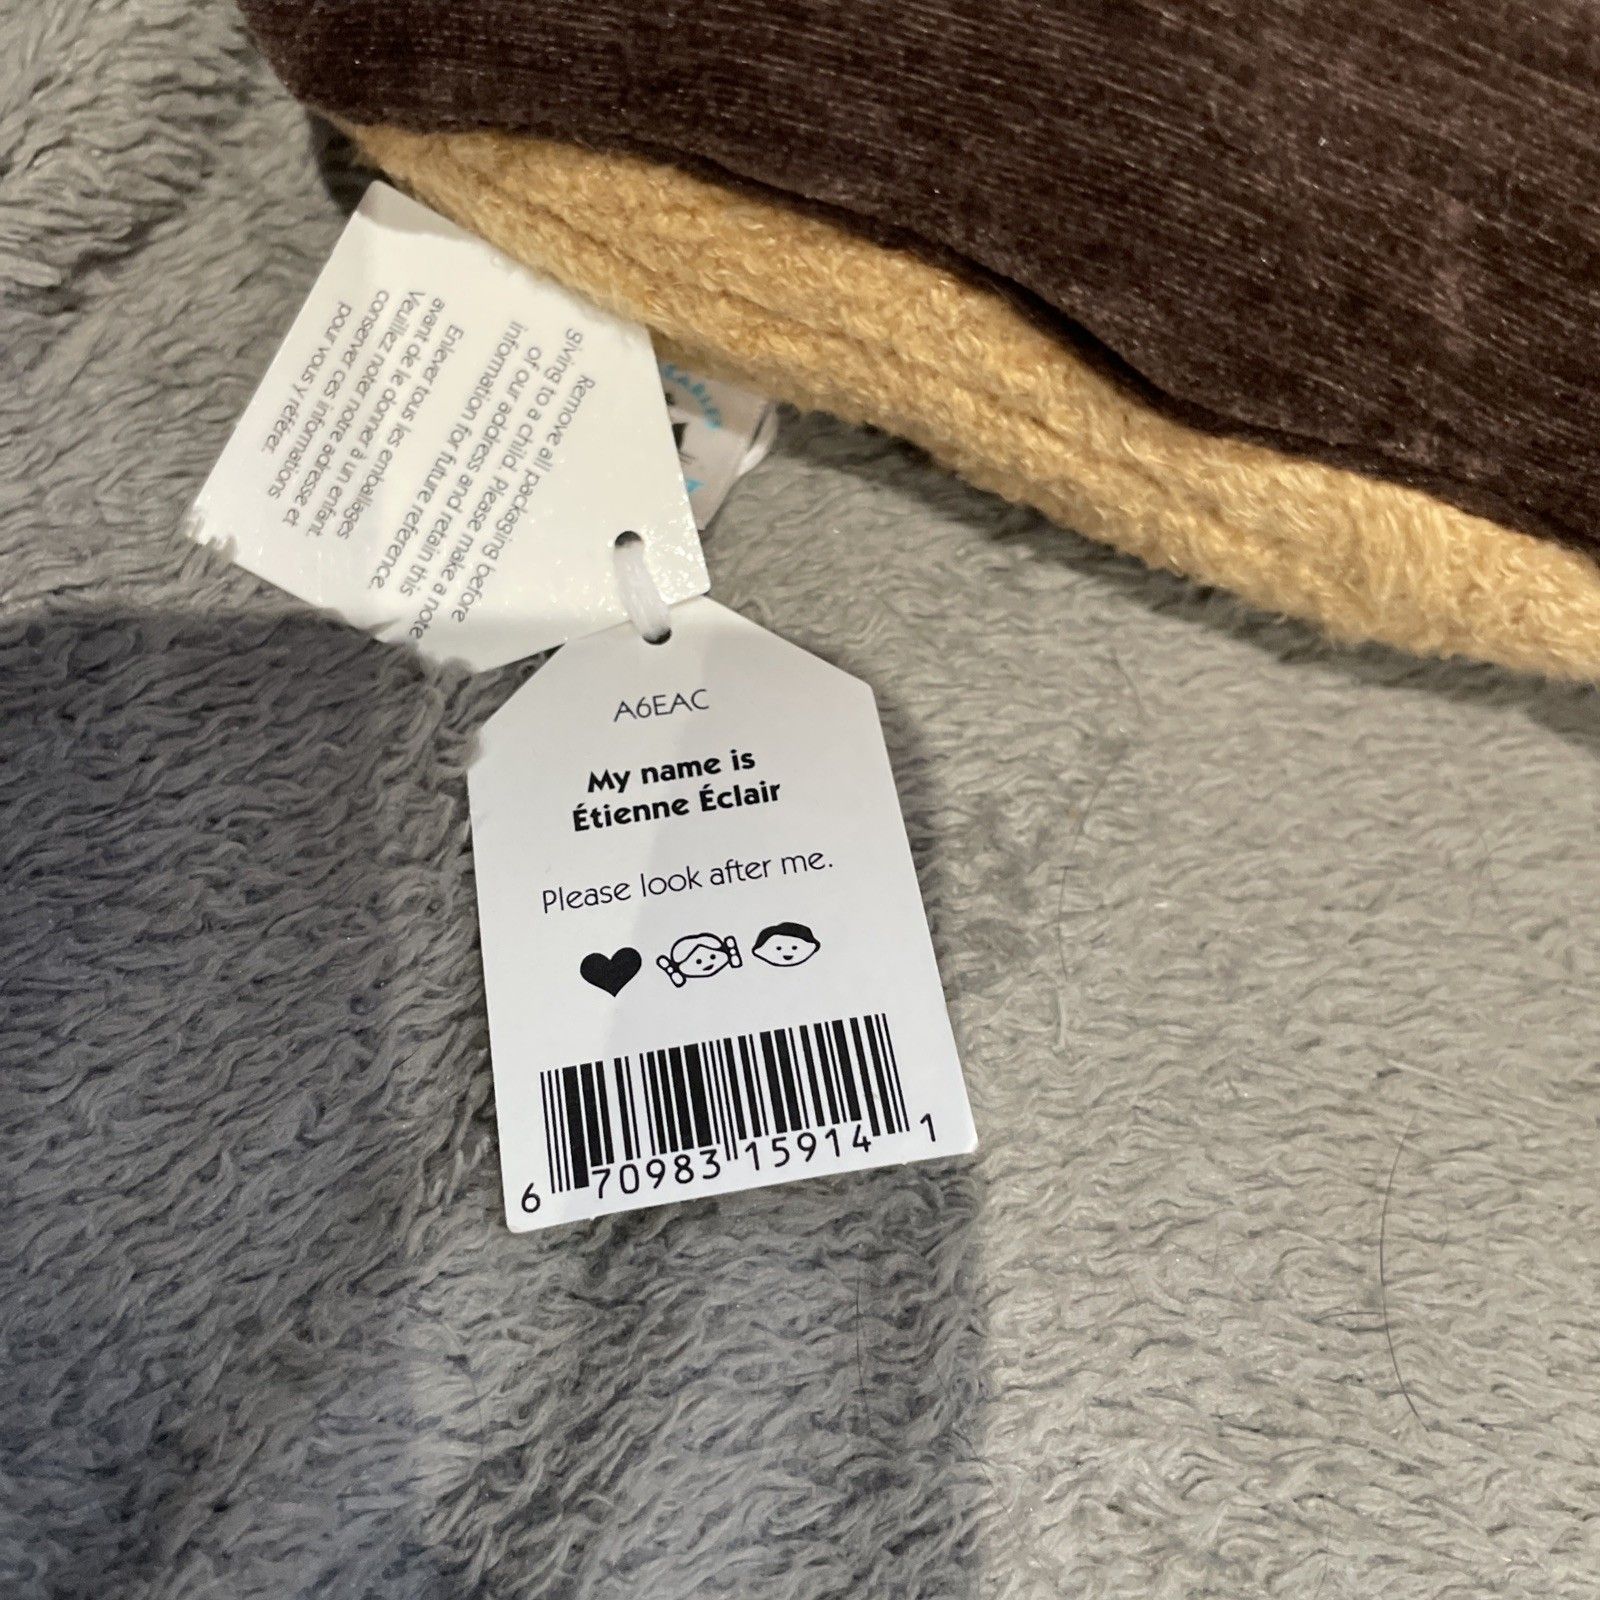 Remove all packaging before
giving to a child. Please make a note
of our address and retain this
information for future reference.
Enlever tous les emballages
avant de le donner à un enfant.
Veuillez noter notre adresse et
conserver ces informations
pour vous y référer.
A6EAC
My name is
Étienne Éclair
Please look after me.
6 70983 15914 1